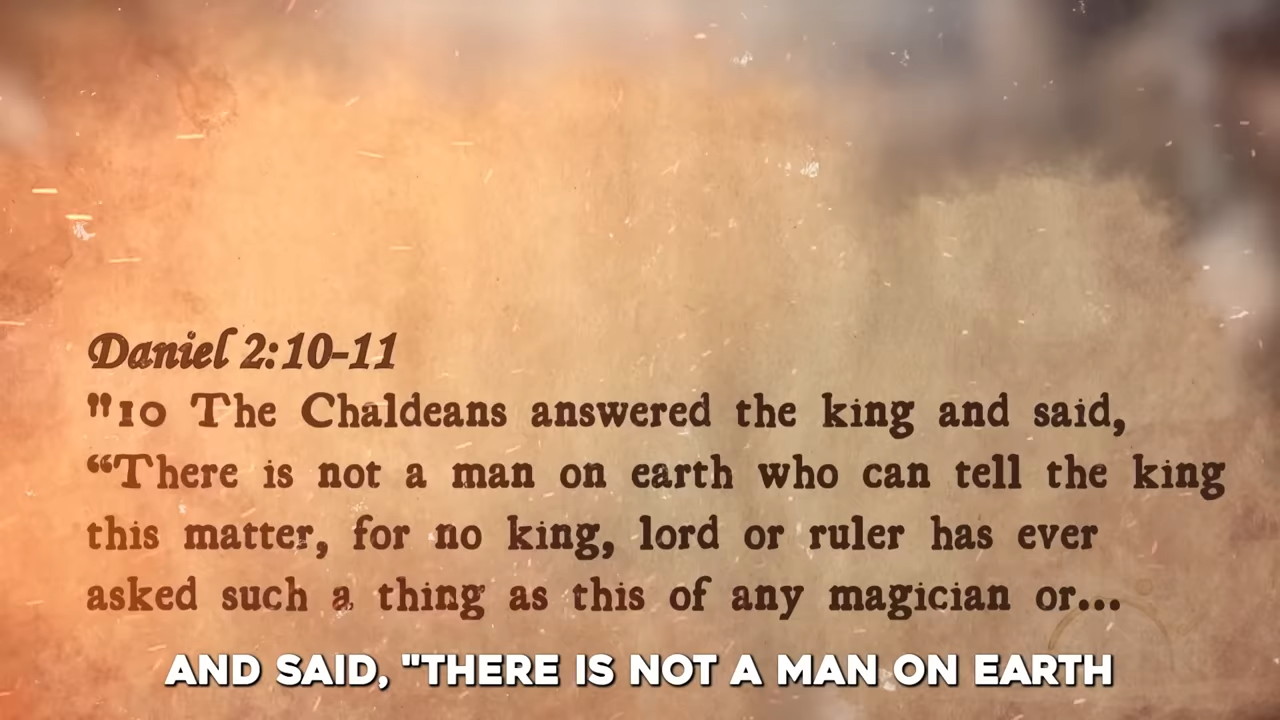 Daniel 2:10-11
"10 The Chaldeans answered the king and said,
“There is not a man on earth who can tell the king
this matter, for no king, lord or ruler has ever
asked such a thing as this of any magician or...
AND SAID, "THERE IS NOT A MAN ON EARTH